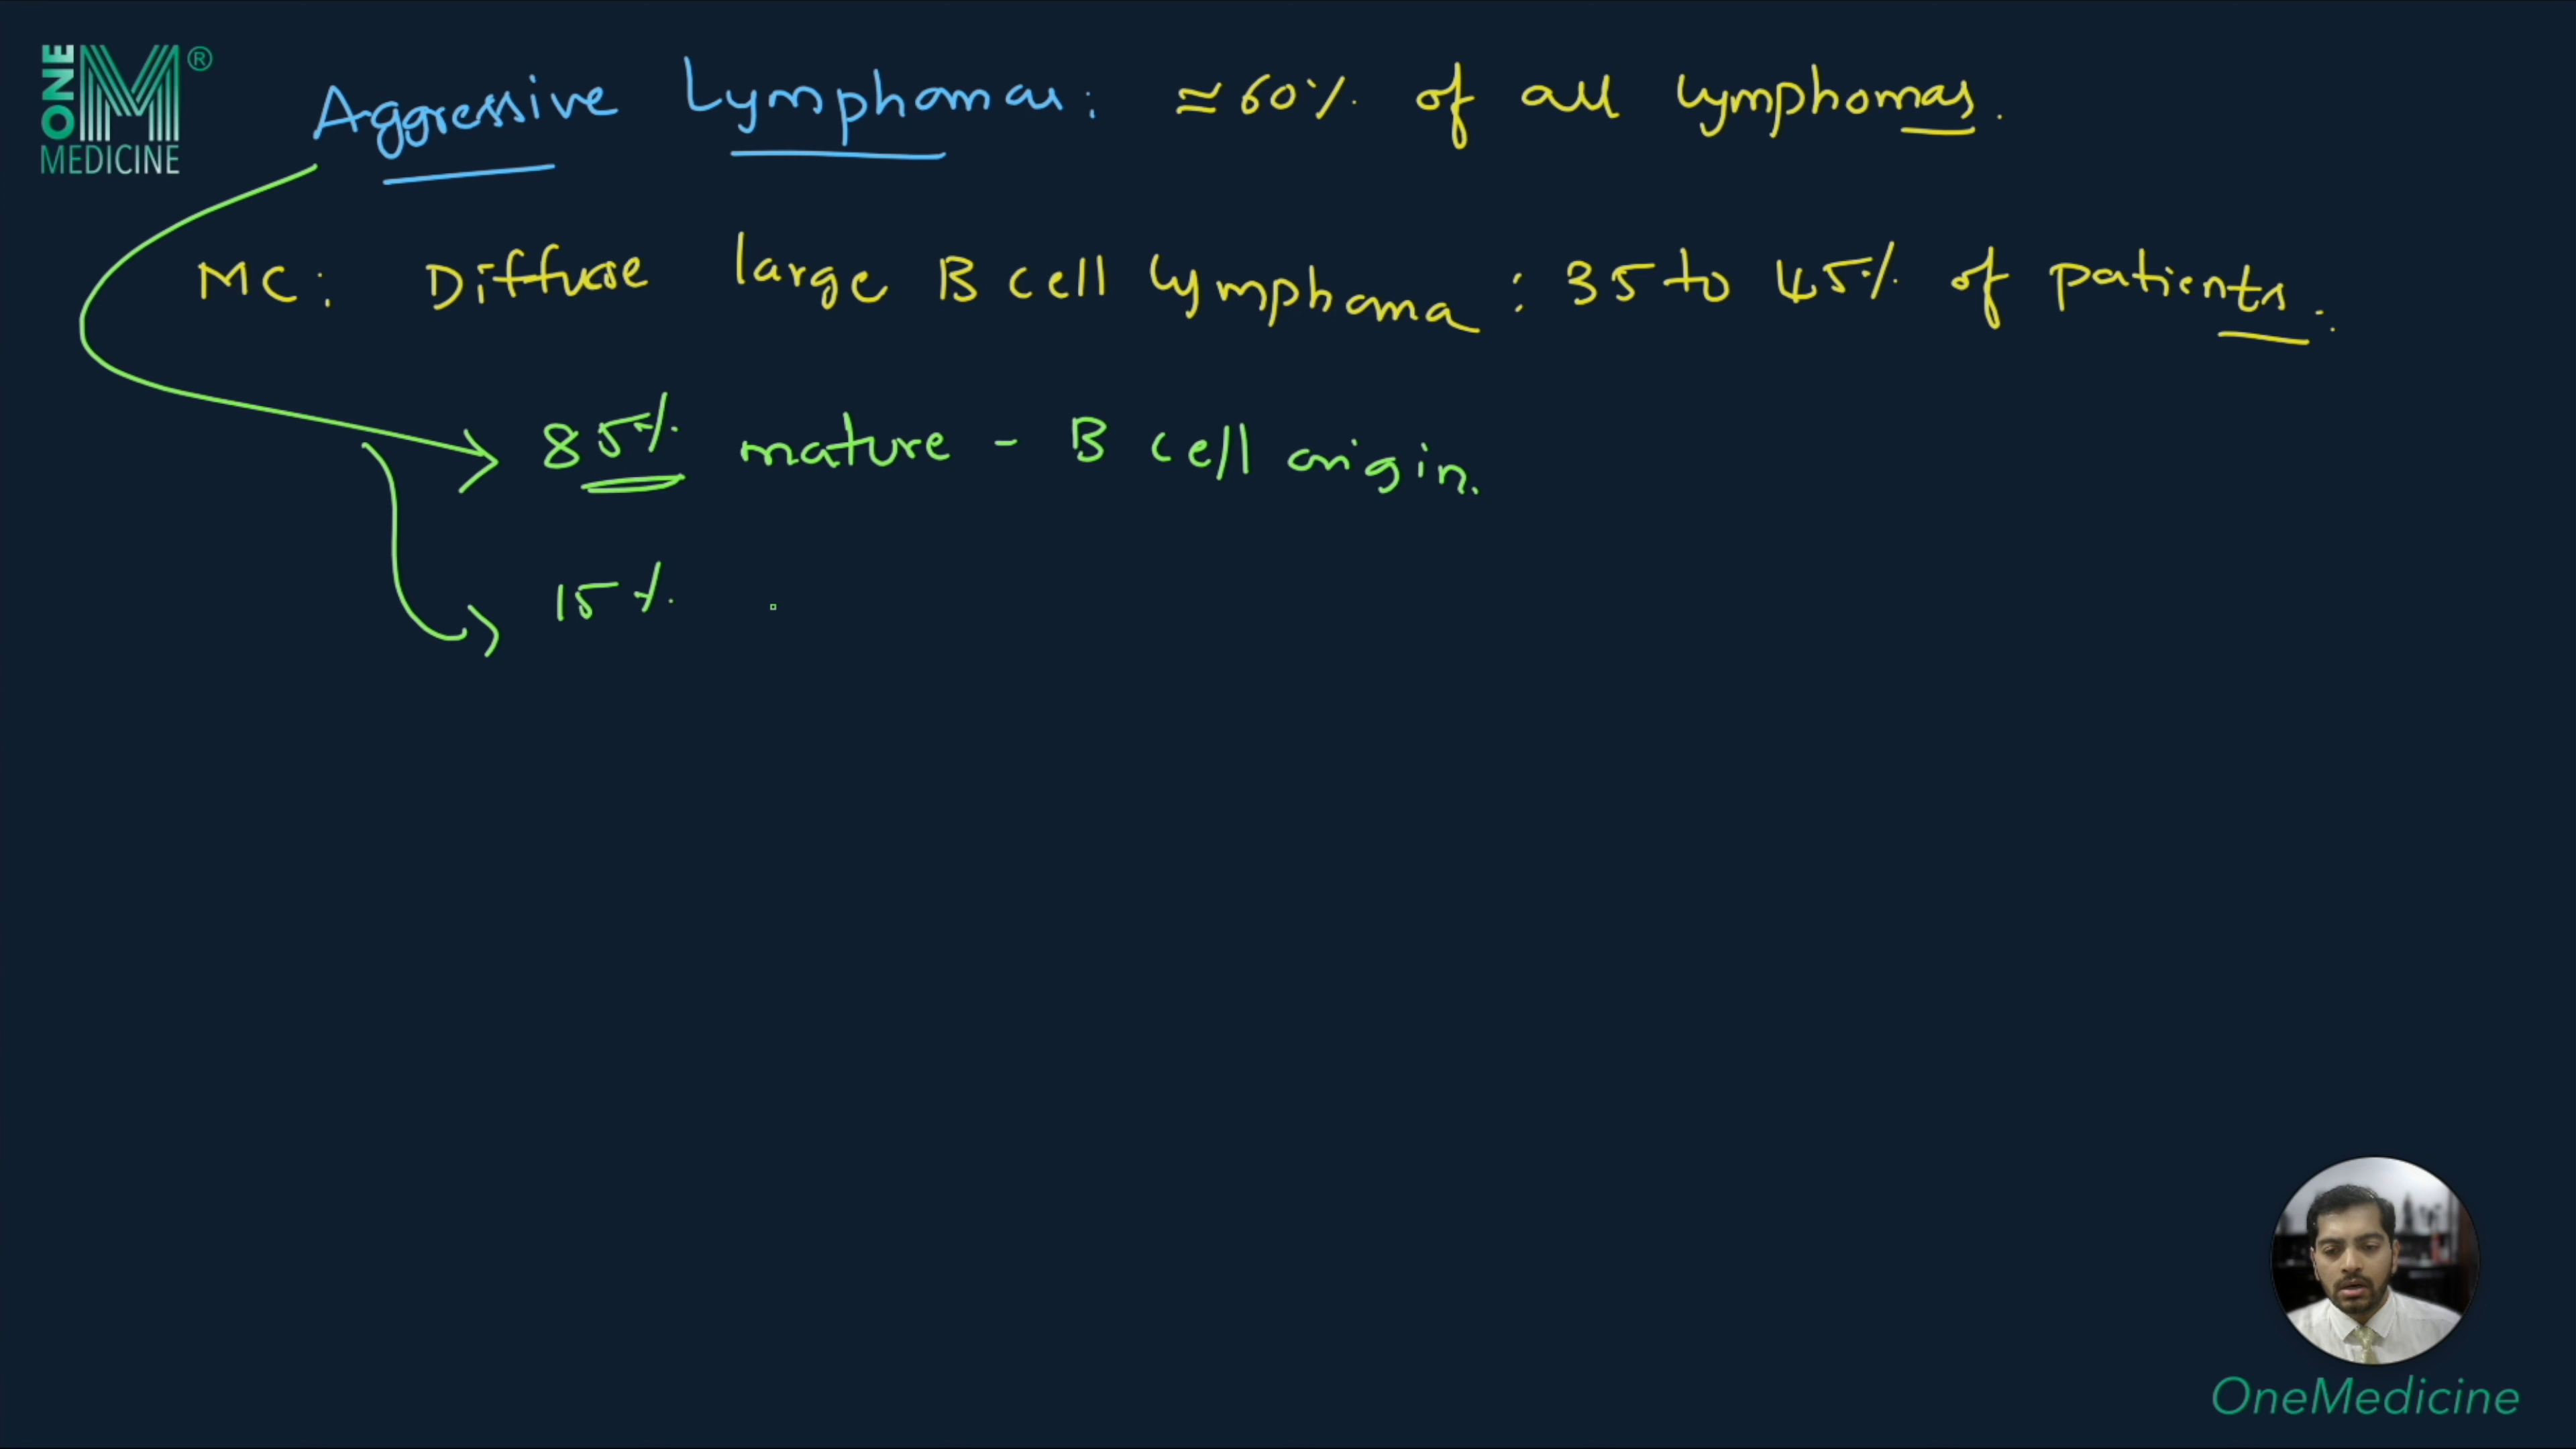 ONE M® MEDICINE
Aggressive Lymphomas: ≈ 60% of all lymphomas.
MC: Diffuse large B cell lymphoma: 35 to 45% of patients.
85% mature - B cell origin.
15%
OneMedicine